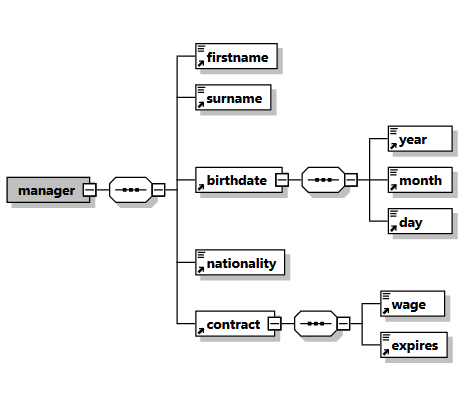 firstname
surname
manager
birthdate
year
month
day
nationality
contract
wage
expires